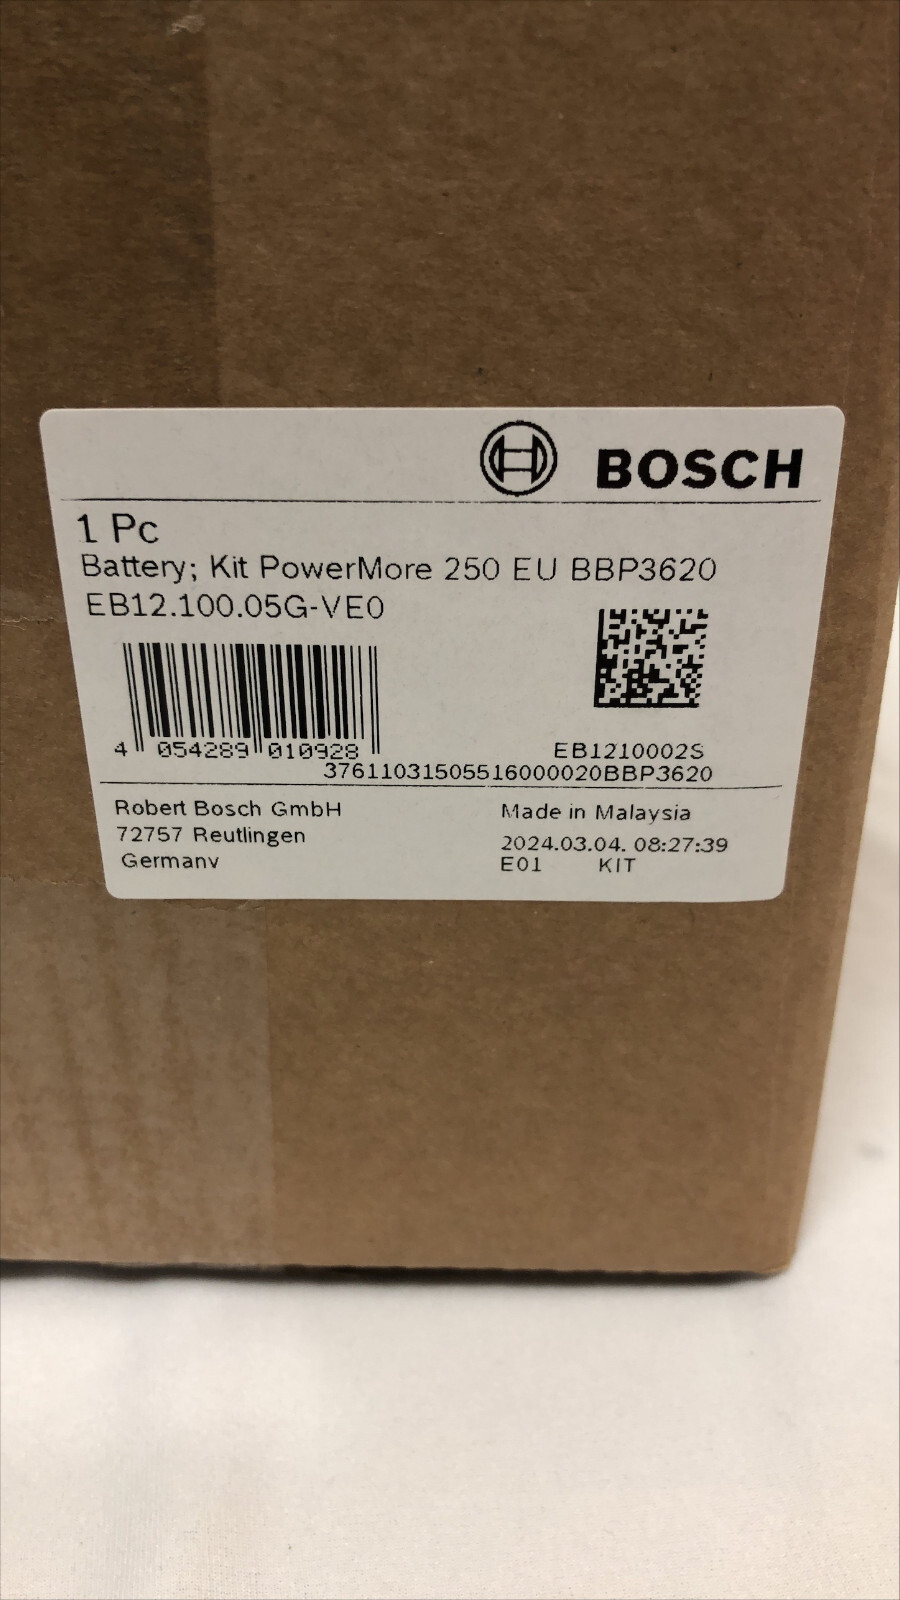 BOSCH
1 Pc
Battery; Kit PowerMore 250 EU BBP3620
EB12.100.05G-VE0
4 054289 010928
EB1210002S
37611031505516000020BBP3620
Robert Bosch GmbH
72757 Reutlingen
Germany
Made in Malaysia
2024.03.04. 08:27:39
E01 KIT